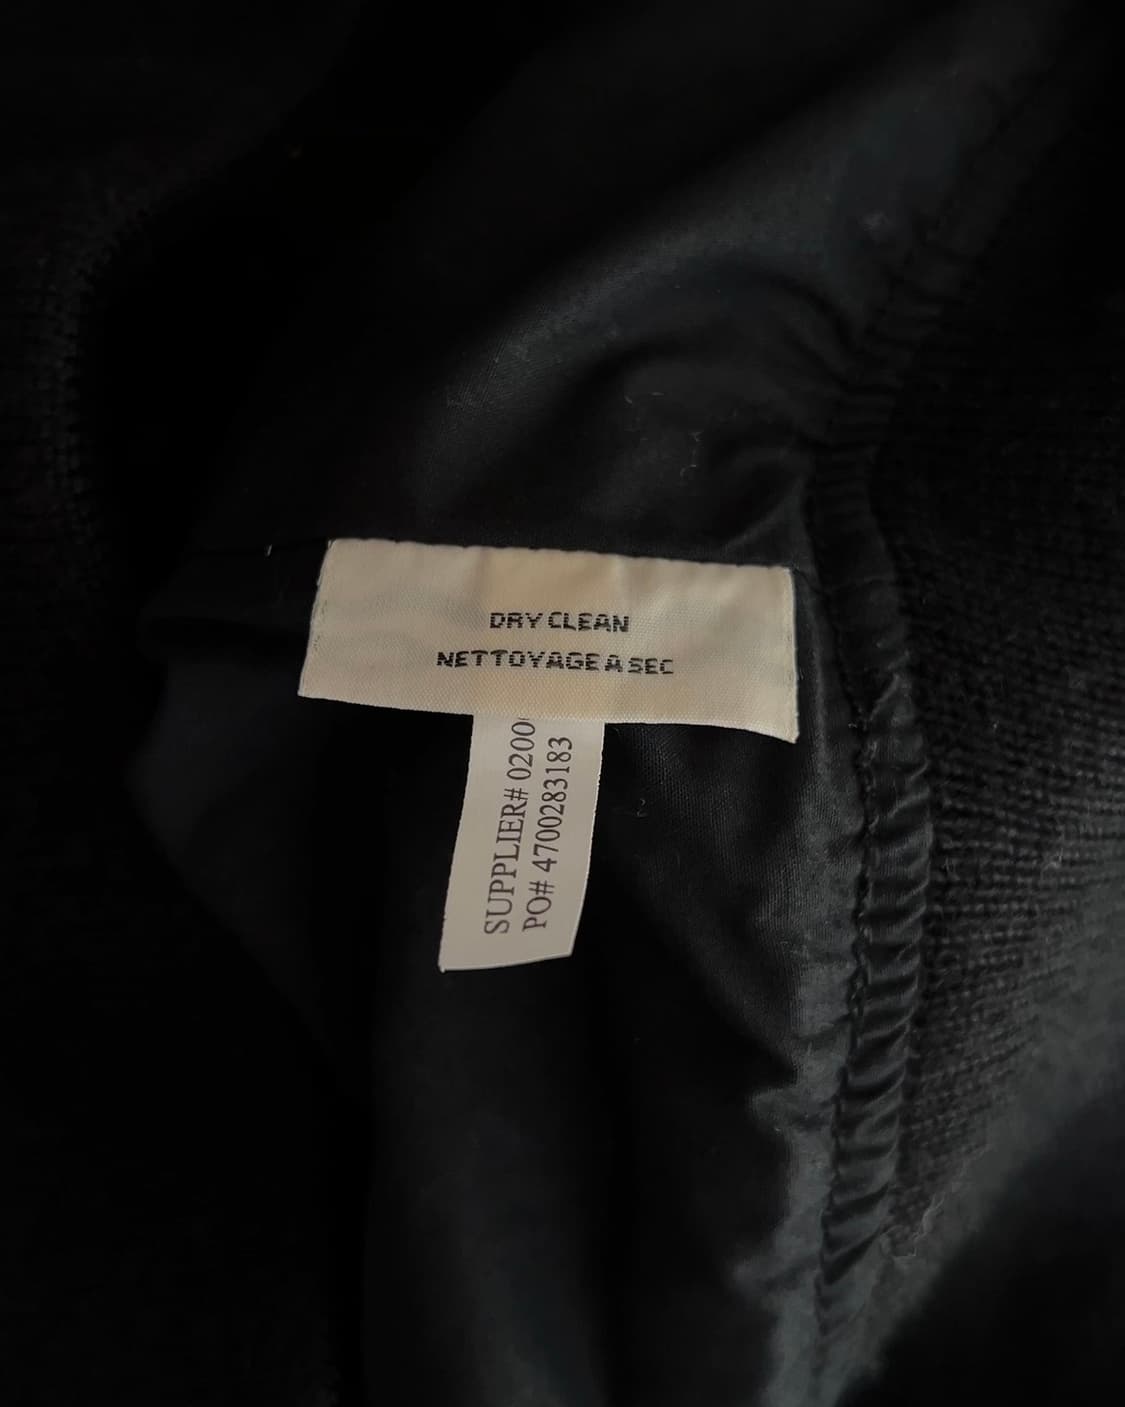 DRY CLEAN
NETTOYAGE A SEC
SUPPLIER# 0200
PO# 4700283183